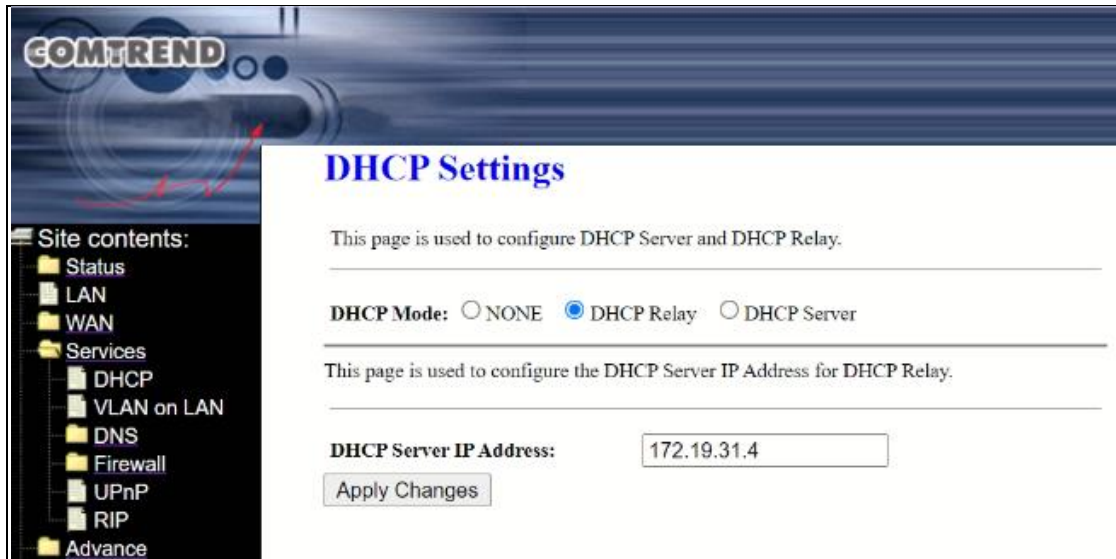 COMTREND
DHCP Settings
This page is used to configure DHCP Server and DHCP Relay.
DHCP Mode: NONE DHCP Relay DHCP Server
This page is used to configure the DHCP Server IP Address for DHCP Relay.
DHCP Server IP Address: 172.19.31.4
Apply Changes
Site contents:
Status
LAN
WAN
Services
DHCP
VLAN on LAN
DNS
Firewall
UPnP
RIP
Advance